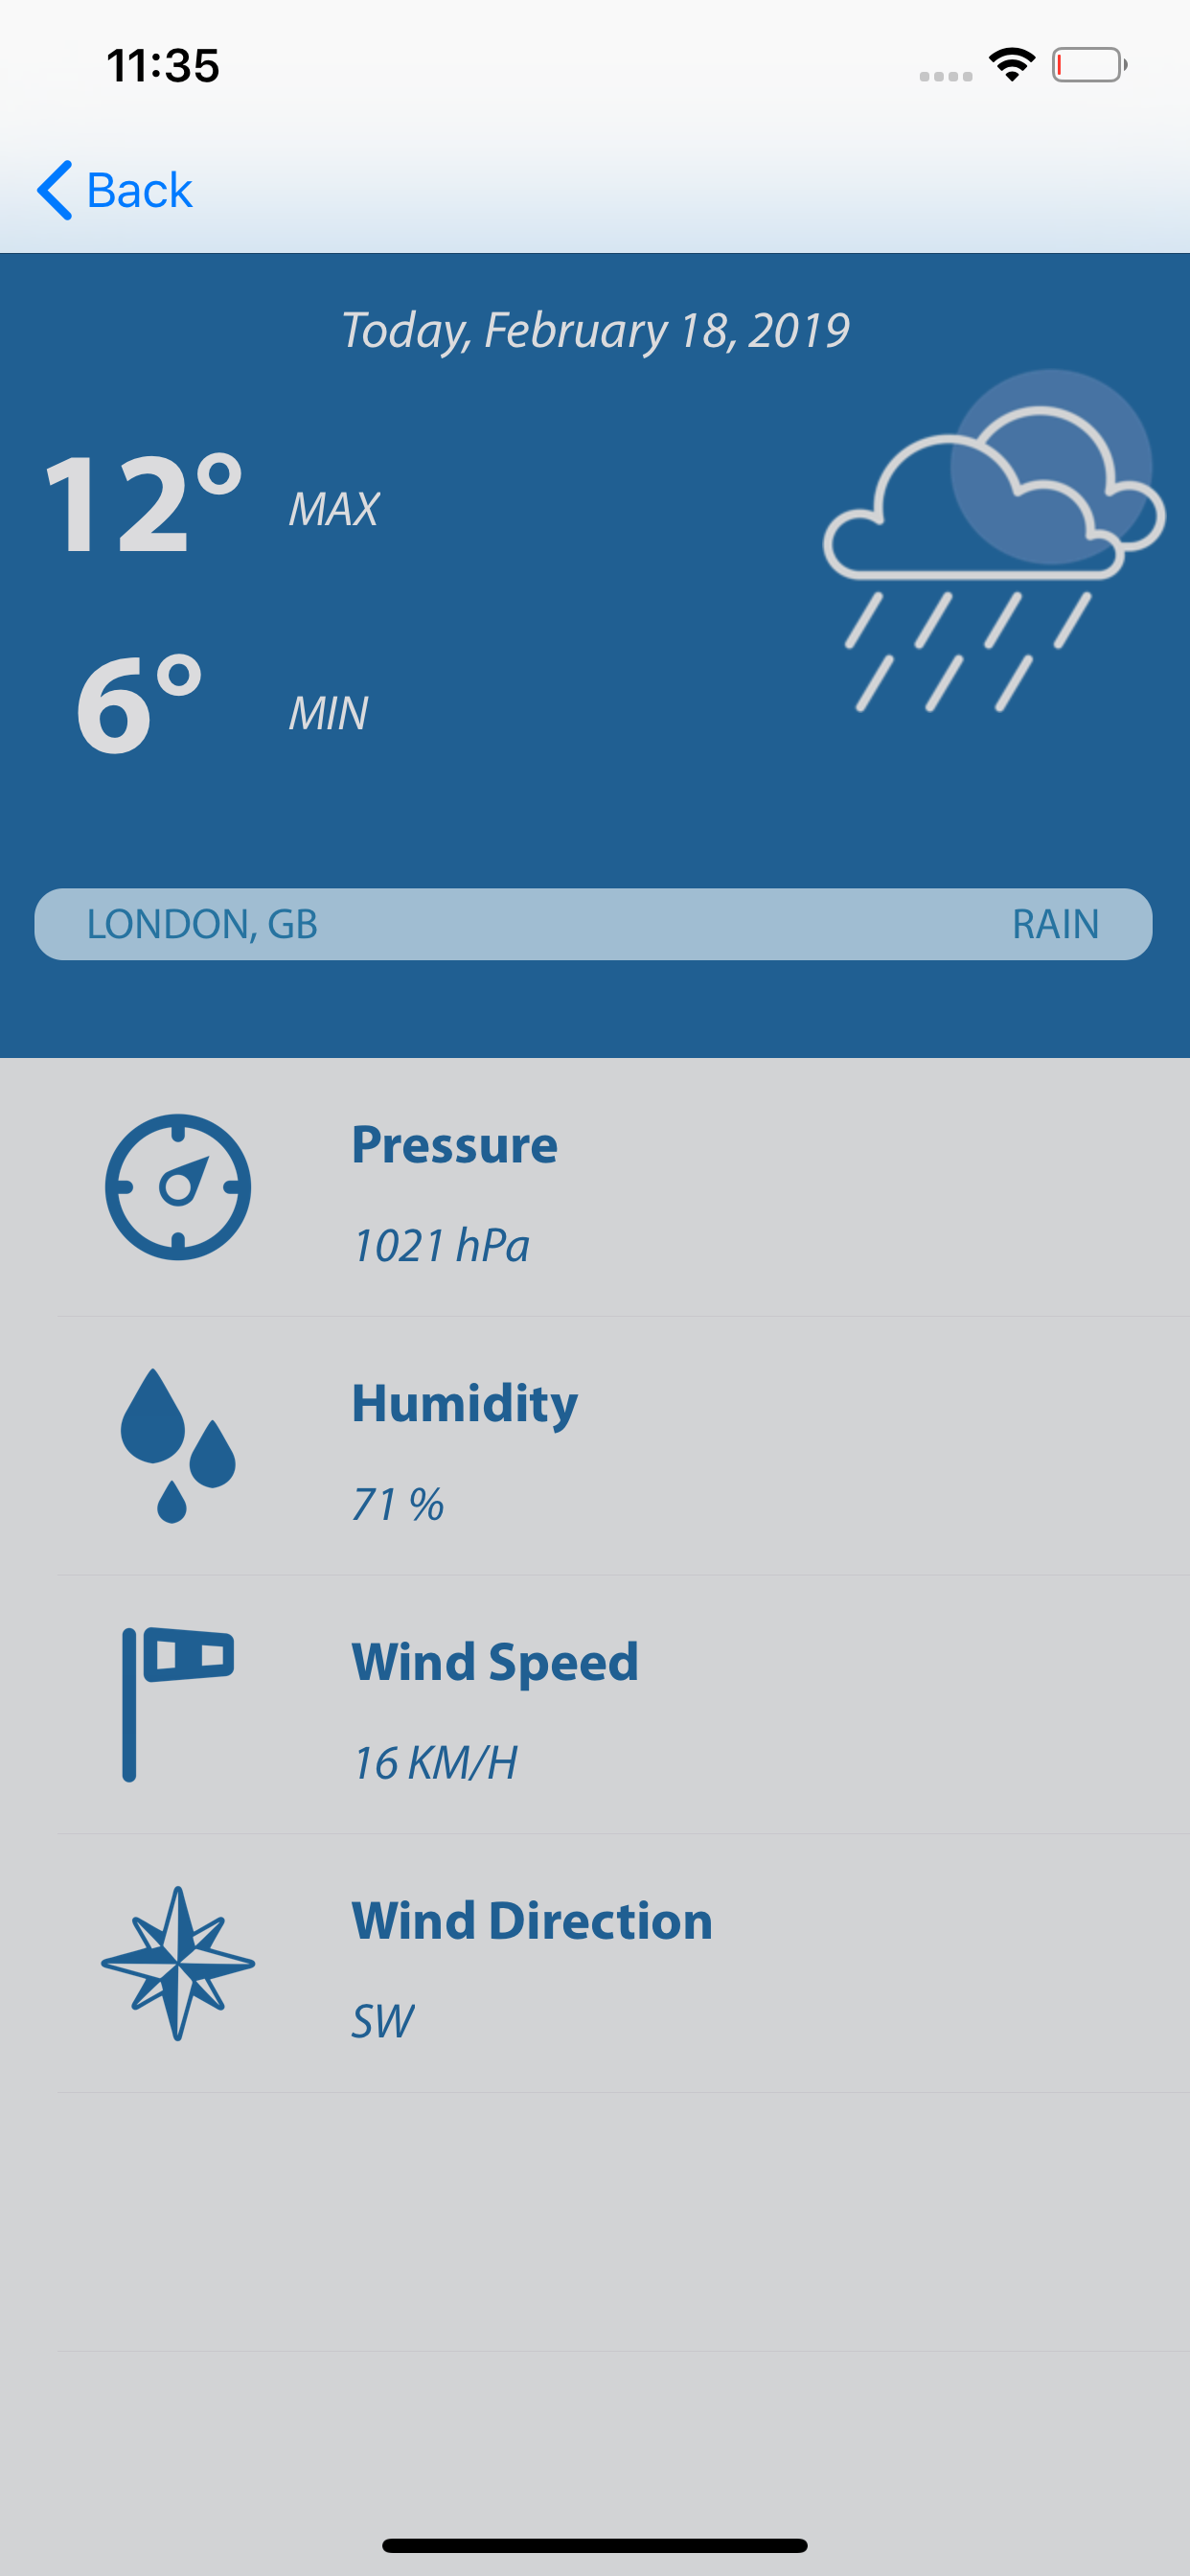 11:35
Back
Today, February 18, 2019
12° MAX
6° MIN
LONDON, GB RAIN
Pressure
1021 hPa
Humidity
71 %
Wind Speed
16 KM/H
Wind Direction
SW